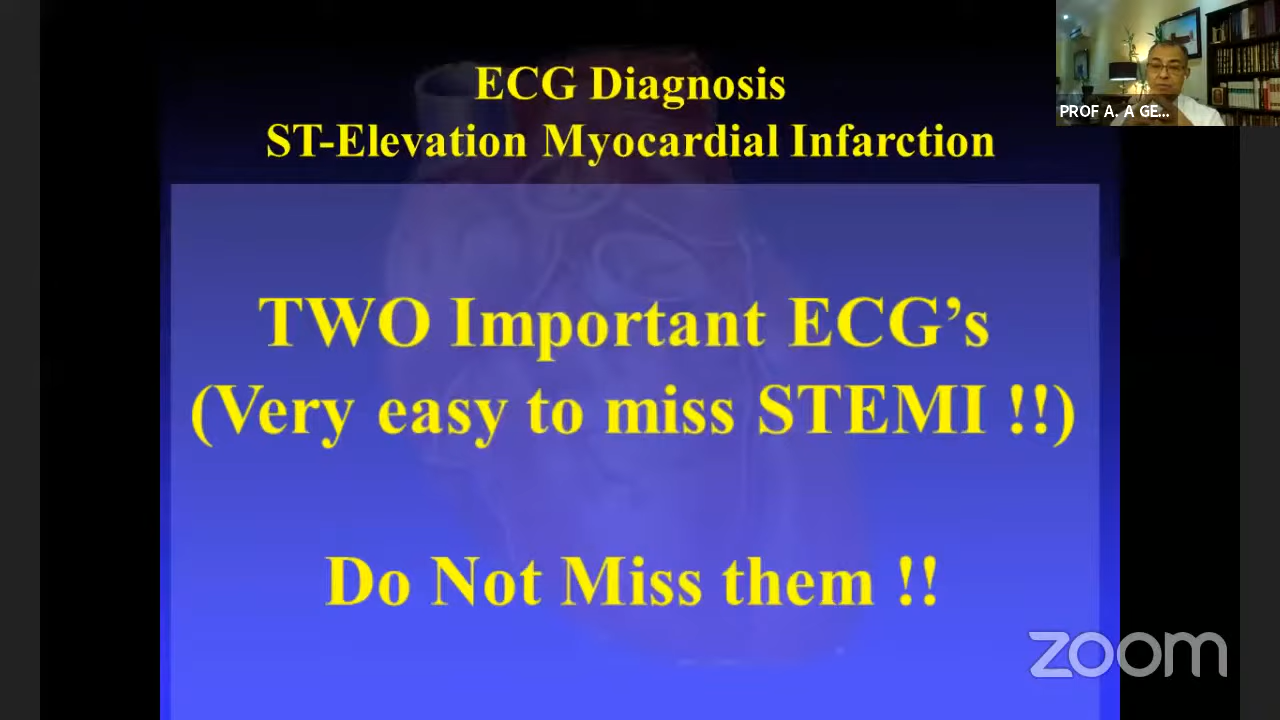 ECG Diagnosis
ST-Elevation Myocardial Infarction
PROF A. A GE...
TWO Important ECG's
(Very easy to miss STEMI !!)
Do Not Miss them !!
zoom